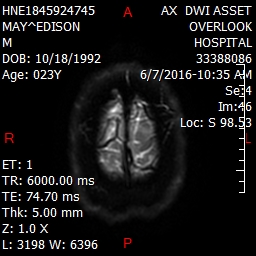 HNE1845924745
MAY^EDISON
M
DOB: 10/18/1992
Age: 023Y
A
AX DWI ASSET
OVERLOOK
HOSPITAL
33388086
6/7/2016-10:35 AM
Se:4
Im:46
Loc: S 98.53
R
L
ET: 1
TR: 6000.00 ms
TE: 74.70 ms
Thk: 5.00 mm
Z: 1.0 X
L: 3198 W: 6396
P